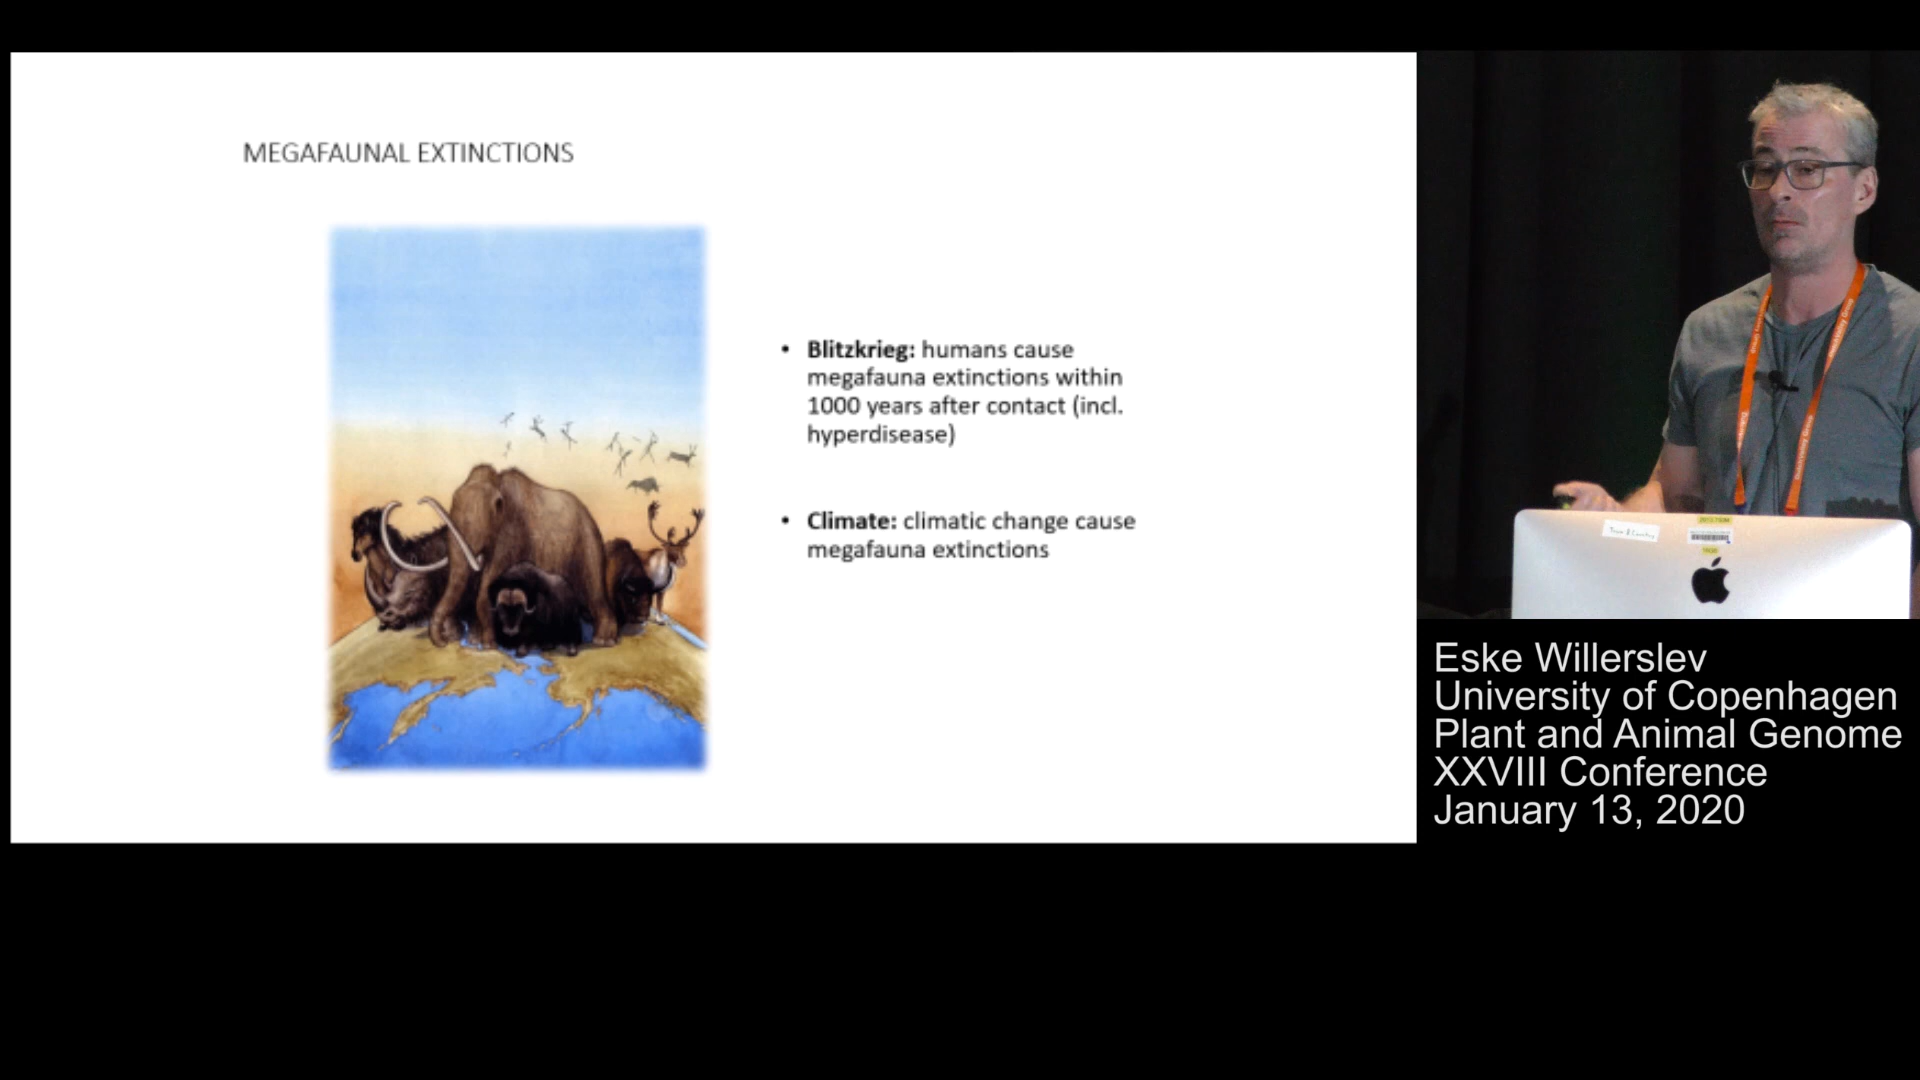 MEGAFAUNAL EXTINCTIONS
• Blitzkrieg: humans cause
megafauna extinctions within
1000 years after contact (incl.
hyperdisease)
• Climate: climatic change cause
megafauna extinctions
Eske Willerslev
University of Copenhagen
Plant and Animal Genome
XXVIII Conference
January 13, 2020